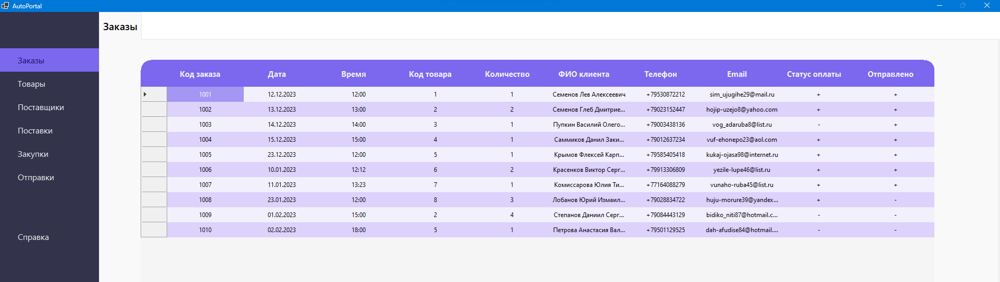 AutoPortal
Заказы
Заказы
Товары
Поставщики
Поставки
Закупки
Отправки
Справка
Код заказа Дата Время Код товара Количество ФИО клиента Телефон Email Статус оплаты Отправлено
1001 12.12.2023 12:00 1 1 Семенов Лев Алексеевич +79530872212 sim_ujugihe29@mail.ru + +
1002 13.12.2023 13:00 2 2 Семенов Глеб Дмитрие... +79023152447 hojip-uzejo8@yahoo.com + +
1003 14.12.2023 14:00 3 1 Пупкин Василий Олего... +79003438136 vog_adaruba8@list.ru - +
1004 15.12.2023 15:00 4 1 Саммиков Данил Заки... +79012637234 vuf-ehonepo23@aol.com + +
1005 23.12.2023 12:00 5 1 Крымов Флексей Карп... +79585405418 kukaj-ojasa98@internet.ru + +
1006 10.01.2023 12:12 6 2 Красенков Виктор Серг... +79913306809 yezile-lupe46@list.ru + +
1007 11.01.2023 13:23 7 1 Комиссарова Юлия Ти... +77164088279 vunaho-ruba45@list.ru + +
1008 23.01.2023 12:00 8 3 Лобанов Юрий Измаил... +79028834722 huju-morure39@yandex... + -
1009 01.02.2023 15:00 2 4 Степанов Даниил Серг... +79084443129 bidiko_niti87@hotmail.c... - -
1010 02.02.2023 18:00 5 1 Петрова Анастасия Вал... +79501129525 dah-afudise84@hotmail.... - -